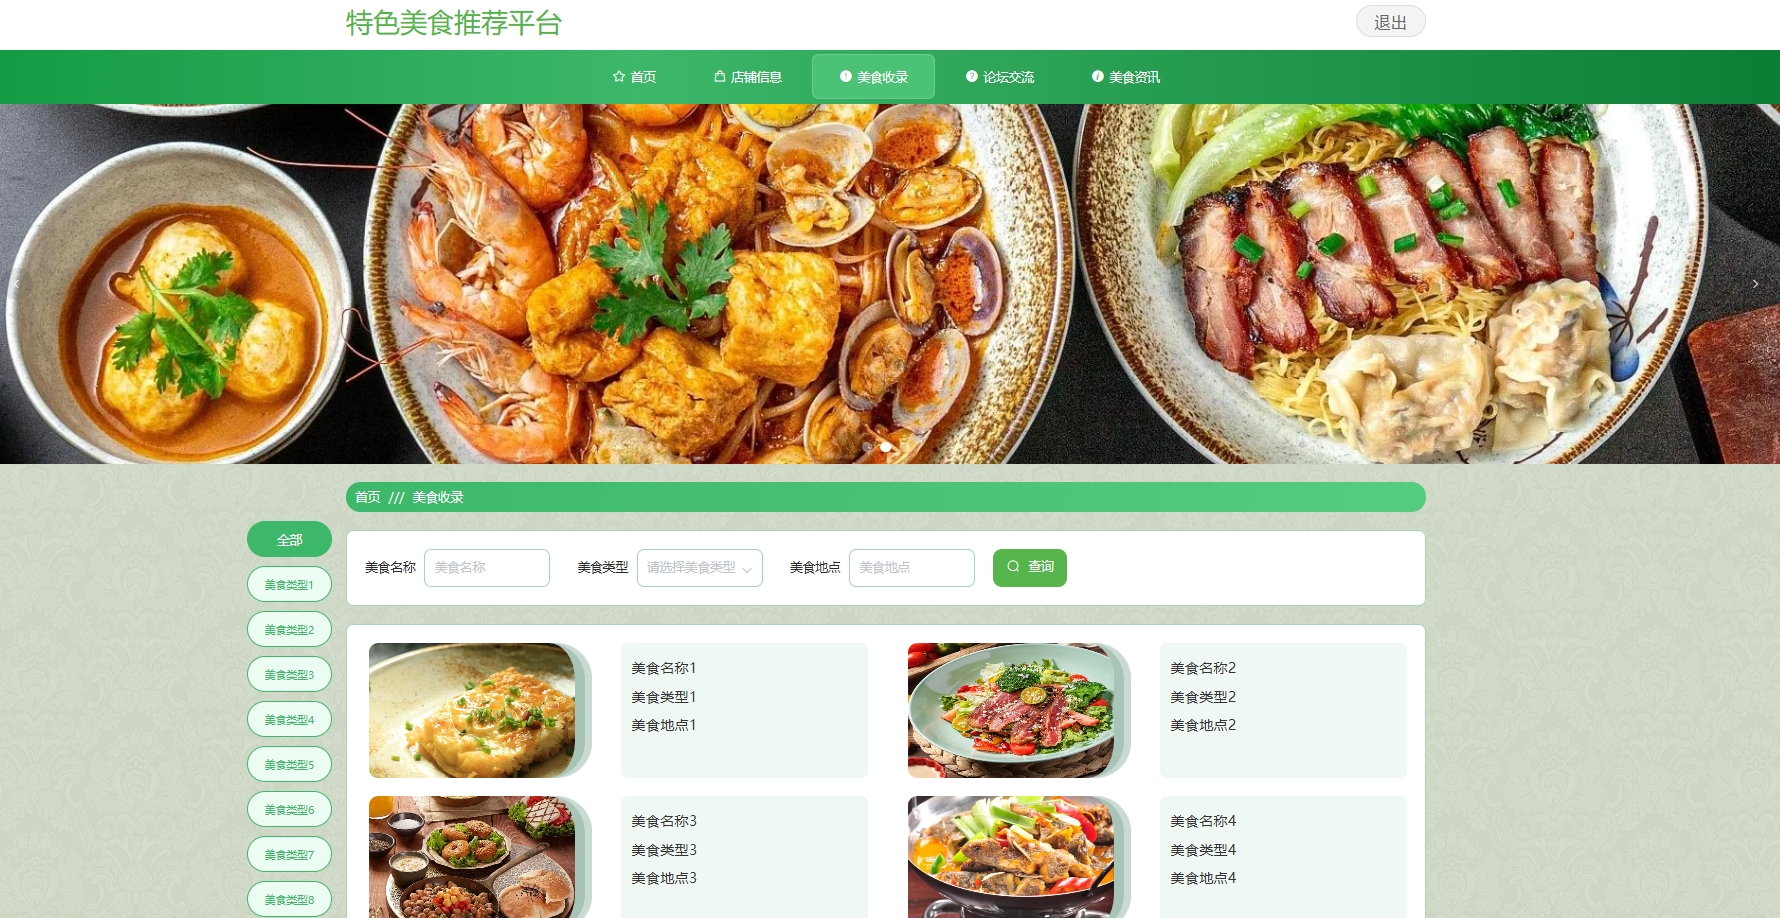 特色美食推荐平台
退出
首页 店铺信息 美食收录 论坛交流 美食资讯
首页 /// 美食收录
全部
美食类型1
美食类型2
美食类型3
美食类型4
美食类型5
美食类型6
美食类型7
美食类型8
美食名称 美食名称 美食类型 请选择美食类型 美食地点 美食地点 查询
美食名称1
美食类型1
美食地点1
美食名称2
美食类型2
美食地点2
美食名称3
美食类型3
美食地点3
美食名称4
美食类型4
美食地点4